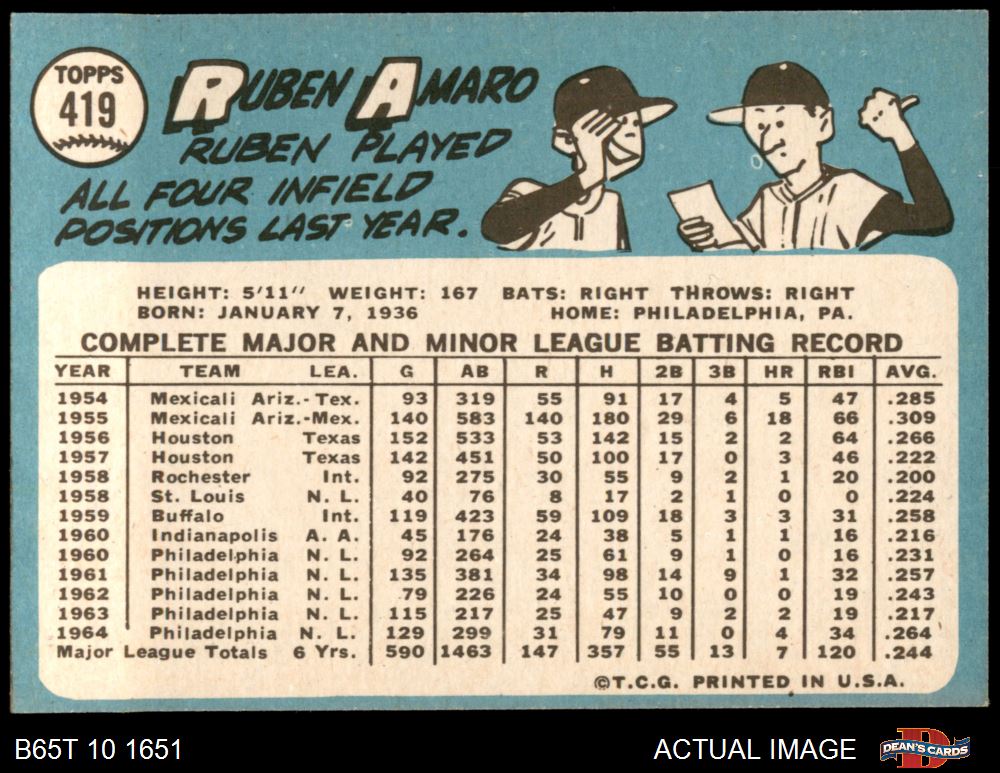 TOPPS
419
RUBEN AMARO
RUBEN PLAYED
ALL FOUR INFIELD
POSITIONS LAST YEAR.
HEIGHT: 5'11" WEIGHT: 167 BATS: RIGHT THROWS: RIGHT
BORN: JANUARY 7, 1936 HOME: PHILADELPHIA, PA.
COMPLETE MAJOR AND MINOR LEAGUE BATTING RECORD
YEAR TEAM LEA. G AB R H 2B 3B HR RBI AVG.
1954 Mexicali Ariz.-Tex. 93 319 55 91 17 4 5 47 .285
1955 Mexicali Ariz.-Mex. 140 583 140 180 29 6 18 66 .309
1956 Houston Texas 152 533 53 142 15 2 2 64 .266
1957 Houston Texas 142 451 50 100 17 0 3 46 .222
1958 Rochester Int. 92 275 30 55 9 2 1 20 .200
1958 St. Louis N. L. 40 76 8 17 2 1 0 0 .224
1959 Buffalo Int. 119 423 59 109 18 3 3 31 .258
1960 Indianapolis A. A. 45 176 24 38 5 1 1 16 .216
1960 Philadelphia N. L. 92 264 25 61 9 1 0 16 .231
1961 Philadelphia N. L. 135 381 34 98 14 9 1 32 .257
1962 Philadelphia N. L. 79 226 24 55 10 0 0 19 .243
1963 Philadelphia N. L. 115 217 25 47 9 2 2 19 .217
1964 Philadelphia N. L. 129 299 31 79 11 0 4 34 .264
Major League Totals 6 Yrs. 590 1463 147 357 55 13 7 120 .244
©T.C.G. PRINTED IN U.S.A.
B65T 10 1651 ACTUAL IMAGE DEAN'S CARDS